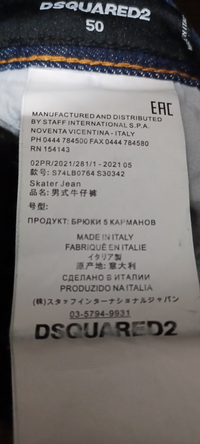 DSQUARED2
50
MANUFACTURED AND DISTRIBUTED
BY STAFF INTERNATIONAL S.P.A.
NOVENTA VICENTINA - ITALY
PH 0444 784500 FAX 0444 784580
RN 154143
EAC
02PR/2021/281/1 - 2021 05
款号: S74LB0764 S30342
Skater Jean
品名: 男式牛仔裤
号型:
ПРОДУКТ: БРЮКИ 5 КАРМАНОВ
MADE IN ITALY
FABRIQUÉ EN ITALIE
イタリア製
原产地: 意大利
СДЕЛАНО В ИТАЛИИ
PRODUZIDO NA ITALIA
(株)スタッフインターナショナルジャパン
03-5794-9931
DSQUARED2